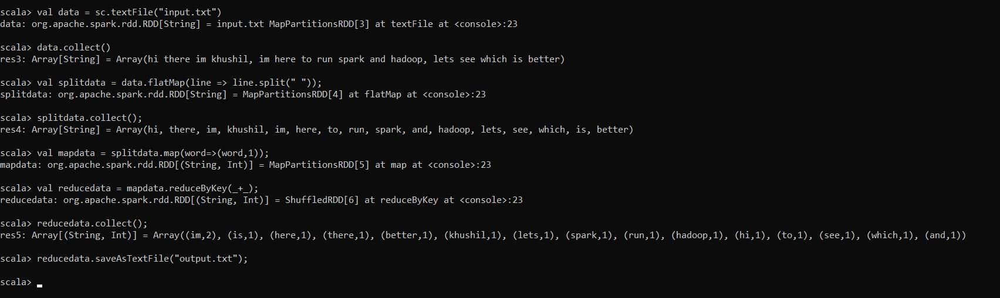 scala> val data = sc.textFile("input.txt")
data: org.apache.spark.rdd.RDD[String] = input.txt MapPartitionsRDD[3] at textFile at <console>:23
scala> data.collect()
res3: Array[String] = Array(hi there im khushil, im here to run spark and hadoop, lets see which is better)
scala> val splitdata = data.flatMap(line => line.split(" "));
splitdata: org.apache.spark.rdd.RDD[String] = MapPartitionsRDD[4] at flatMap at <console>:23
scala> splitdata.collect();
res4: Array[String] = Array(hi, there, im, khushil, im, here, to, run, spark, and, hadoop, lets, see, which, is, better)
scala> val mapdata = splitdata.map(word=>(word,1));
mapdata: org.apache.spark.rdd.RDD[(String, Int)] = MapPartitionsRDD[5] at map at <console>:23
scala> val reducedata = mapdata.reduceByKey(_+_);
reducedata: org.apache.spark.rdd.RDD[(String, Int)] = ShuffledRDD[6] at reduceByKey at <console>:23
scala> reducedata.collect();
res5: Array[(String, Int)] = Array((im,2), (is,1), (here,1), (there,1), (better,1), (khushil,1), (lets,1), (spark,1), (run,1), (hadoop,1), (hi,1), (to,1), (see,1), (which,1), (and,1))
scala> reducedata.saveAsTextFile("output.txt");
scala>